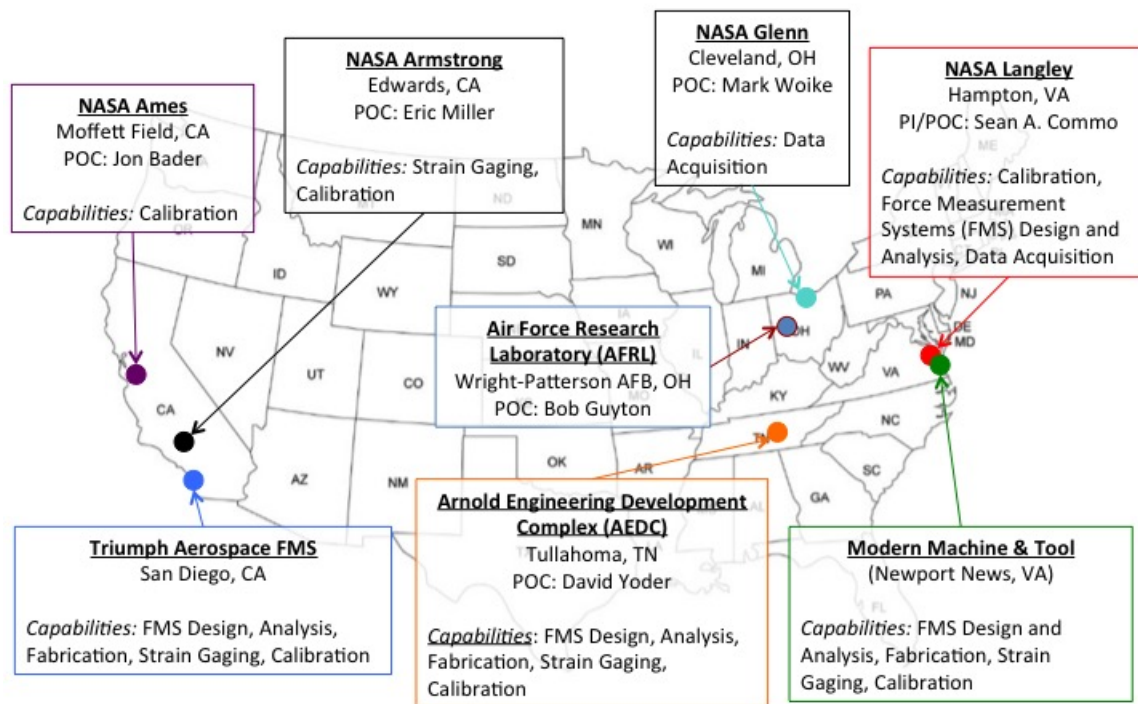 NASA Ames
Moffett Field, CA
POC: Jon Bader
Capabilities: Calibration
NASA Armstrong
Edwards, CA
POC: Eric Miller
Capabilities: Strain Gaging,
Calibration
NASA Glenn
Cleveland, OH
POC: Mark Woike
Capabilities: Data
Acquisition
NASA Langley
Hampton, VA
PI/POC: Sean A. Commo
Capabilities: Calibration,
Force Measurement
Systems (FMS) Design and
Analysis, Data Acquisition
Air Force Research
Laboratory (AFRL)
Wright-Patterson AFB, OH
POC: Bob Guyton
Triumph Aerospace FMS
San Diego, CA
Capabilities: FMS Design, Analysis,
Fabrication, Strain Gaging, Calibration
Arnold Engineering Development
Complex (AEDC)
Tullahoma, TN
POC: David Yoder
Capabilities: FMS Design, Analysis,
Fabrication, Strain Gaging,
Calibration
Modern Machine & Tool
(Newport News, VA)
Capabilities: FMS Design and
Analysis, Fabrication, Strain
Gaging, Calibration
OR
MT
ND
MN
ME
ID
SD
WI
MI
WY
IA
PA
NJ
NV
UT
CO
IL
IN
OH
DE
MD
WV
VA
CA
MO
KY
AZ
NM
OK
AR
TN
NC
SC
AL
GA
TX
LA
FL